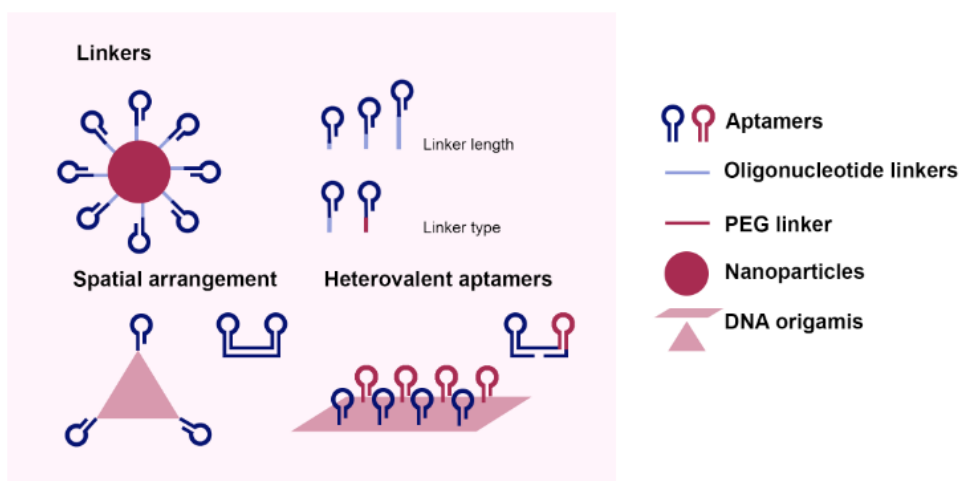 Linkers
Linker length
Linker type
Spatial arrangement
Heterovalent aptamers
Aptamers
Oligonucleotide linkers
PEG linker
Nanoparticles
DNA origamis